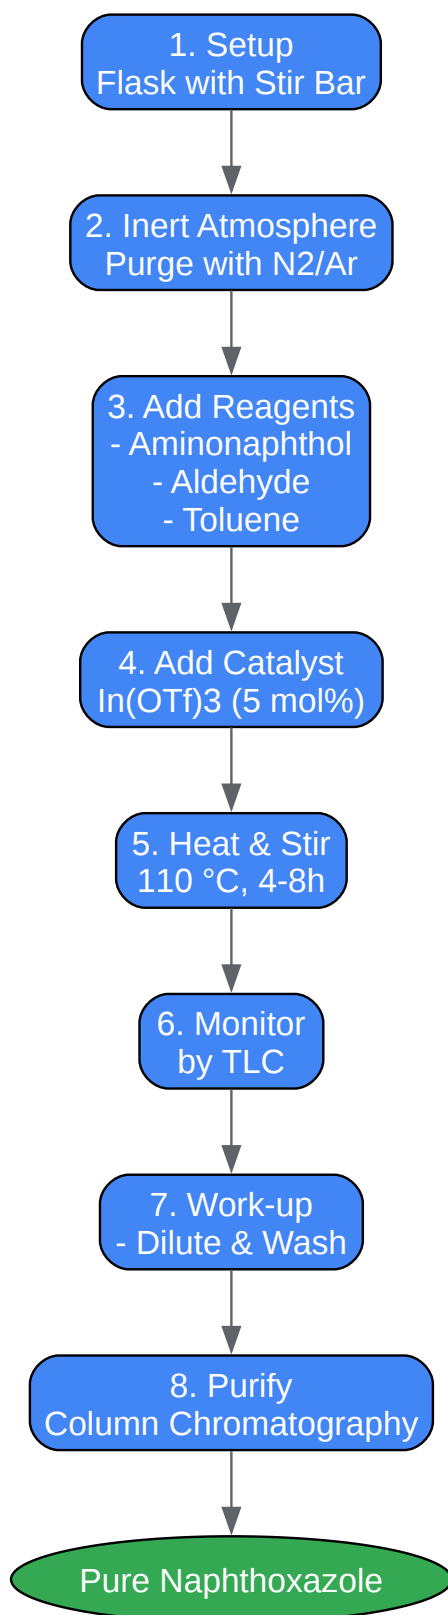 1. Setup
Flask with Stir Bar
2. Inert Atmosphere
Purge with N2/Ar
3. Add Reagents
- Aminonaphthol
- Aldehyde
- Toluene
4. Add Catalyst
In(OTf)3 (5 mol%)
5. Heat & Stir
110 °C, 4-8h
6. Monitor
by TLC
7. Work-up
- Dilute & Wash
8. Purify
Column Chromatography
Pure Naphthoxazole